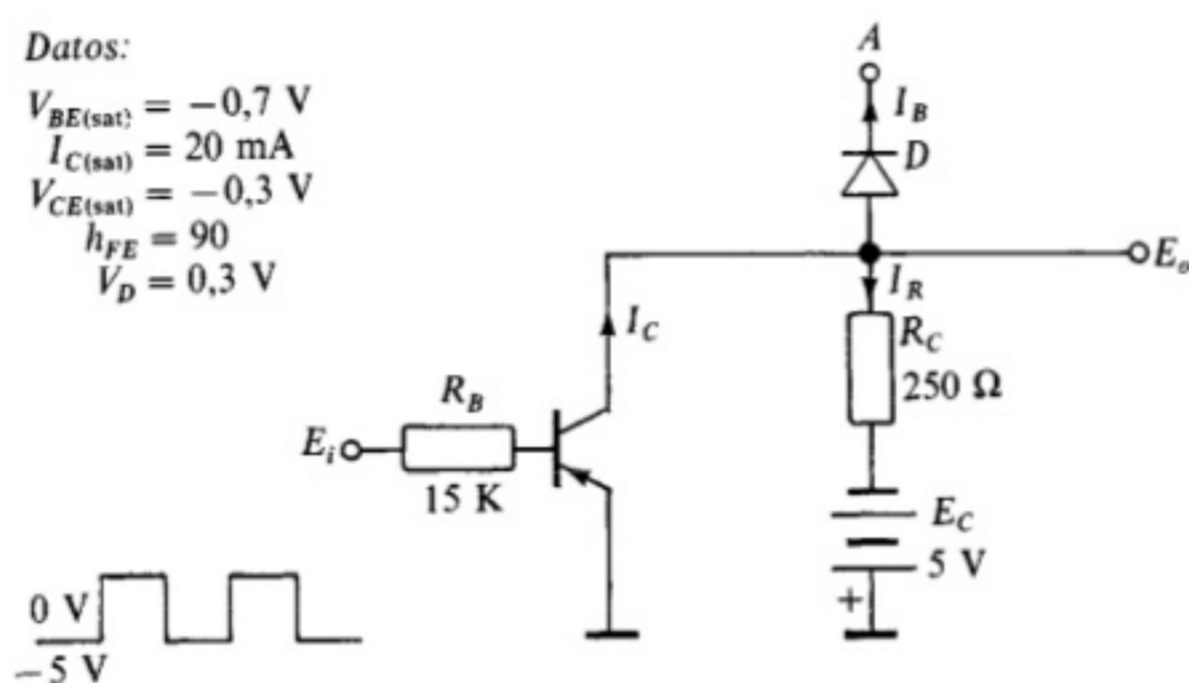 Datos:
V_BE(sat) = −0,7 V
I_C(sat) = 20 mA
V_CE(sat) = −0,3 V
h_FE = 90
V_D = 0,3 V
A
I_B
D
E_o
I_R
I_C
R_C
250 Ω
R_B
E_i
15 K
E_C
5 V
+
0 V
−5 V